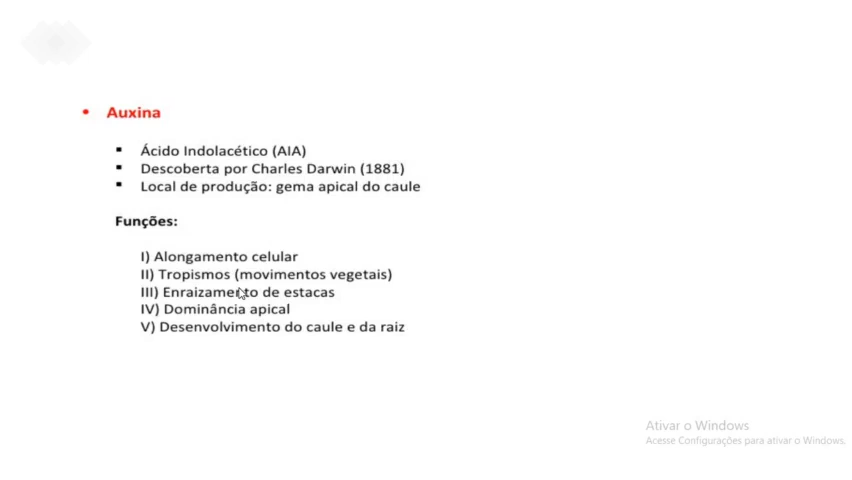 • Auxina
▪ Ácido Indolacético (AIA)
▪ Descoberta por Charles Darwin (1881)
▪ Local de produção: gema apical do caule
Funções:
I) Alongamento celular
II) Tropismos (movimentos vegetais)
III) Enraizamento de estacas
IV) Dominância apical
V) Desenvolvimento do caule e da raiz
Ativar o Windows
Acesse Configurações para ativar o Windows.